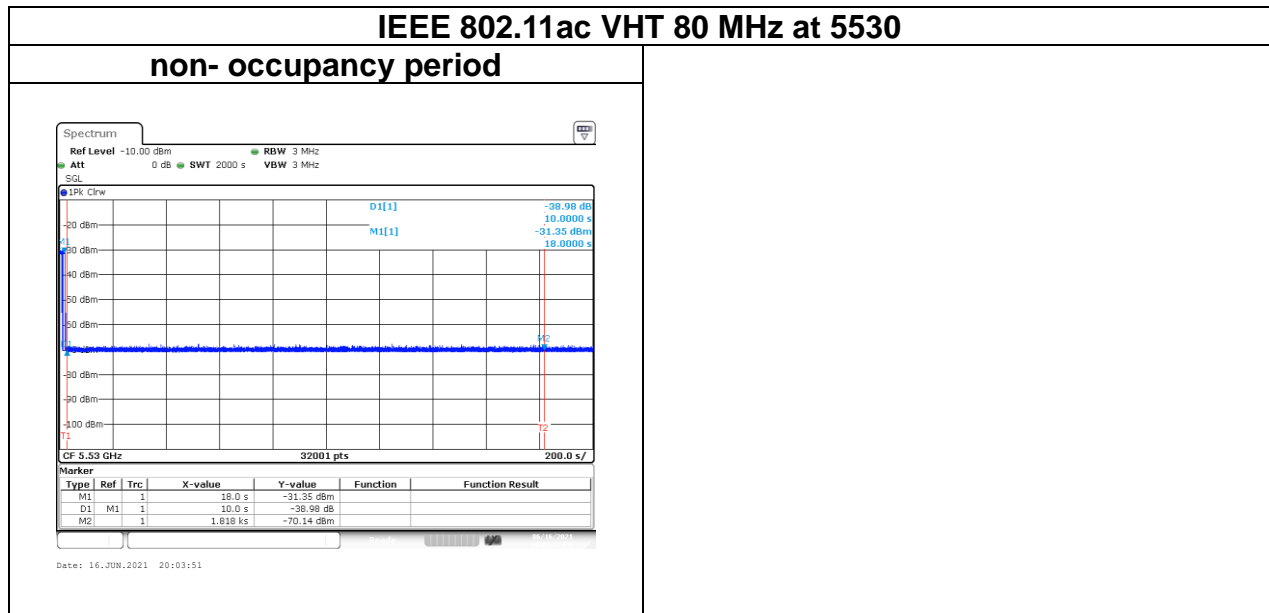 IEEE 802.11ac VHT 80 MHz at 5530
non- occupancy period
Spectrum
Ref Level -10.00 dBm RBW 3 MHz
Att 0 dB SWT 2000 s VBW 3 MHz
SGL
1Pk Clrw
D1[1] -38.98 dB
10.0000 s
-20 dBm
M1[1] -31.35 dBm
18.0000 s
M1
-30 dBm
-40 dBm
-50 dBm
-60 dBm
M2
-80 dBm
-90 dBm
-100 dBm
T1 T2
CF 5.53 GHz 32001 pts 200.0 s/
Marker
Type Ref Trc X-value Y-value Function Function Result
M1 1 18.0 s -31.35 dBm
D1 M1 1 10.0 s -38.98 dB
M2 1 1.818 ks -70.14 dBm
Date: 16.JUN.2021 20:03:51